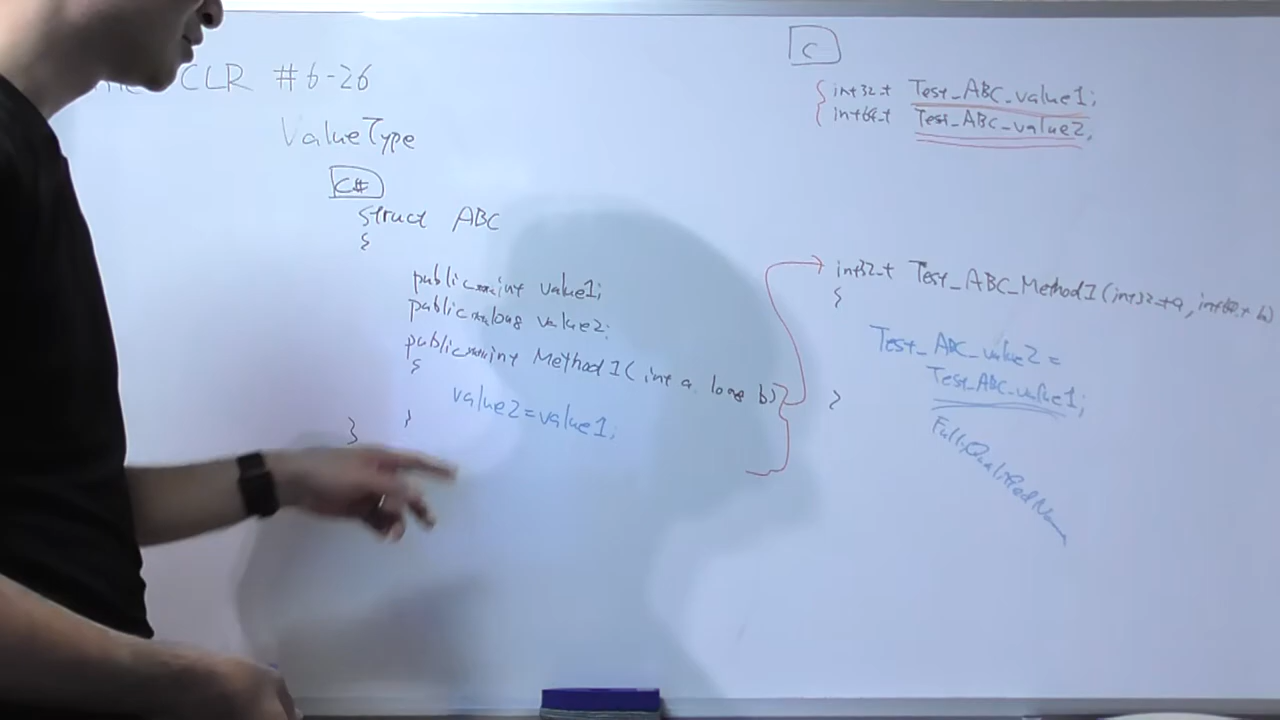 CLR #6-26
ValueType
C#
struct ABC
{
public int value1;
public long value2;
public int Method1(int a, long b)
{
value2=value1;
}
}
C
{ int32_t Test_ABC_value1;
int64_t Test_ABC_value2;
int32_t Test_ABC_Method1(int32_t a, int64_t b)
{
Test_ABC_value2 =
Test_ABC_value1;
}
FullyQualifiedName